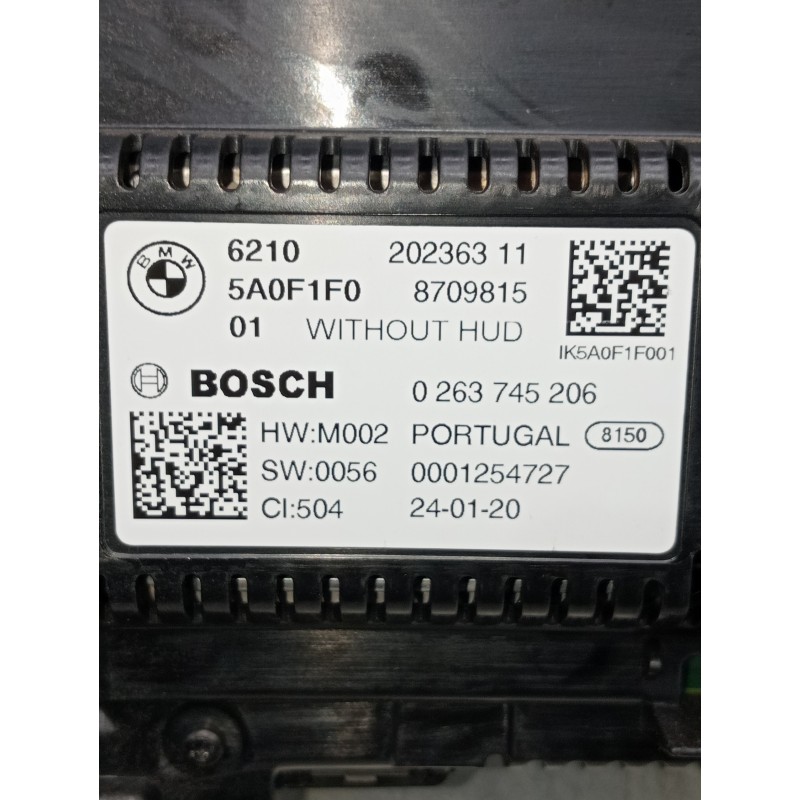 BMW
6210 202363 11
5A0F1F0 8709815
01 WITHOUT HUD
IK5A0F1F001
BOSCH 0 263 745 206
HW:M002 PORTUGAL 8150
SW:0056 0001254727
CI:504 24-01-20